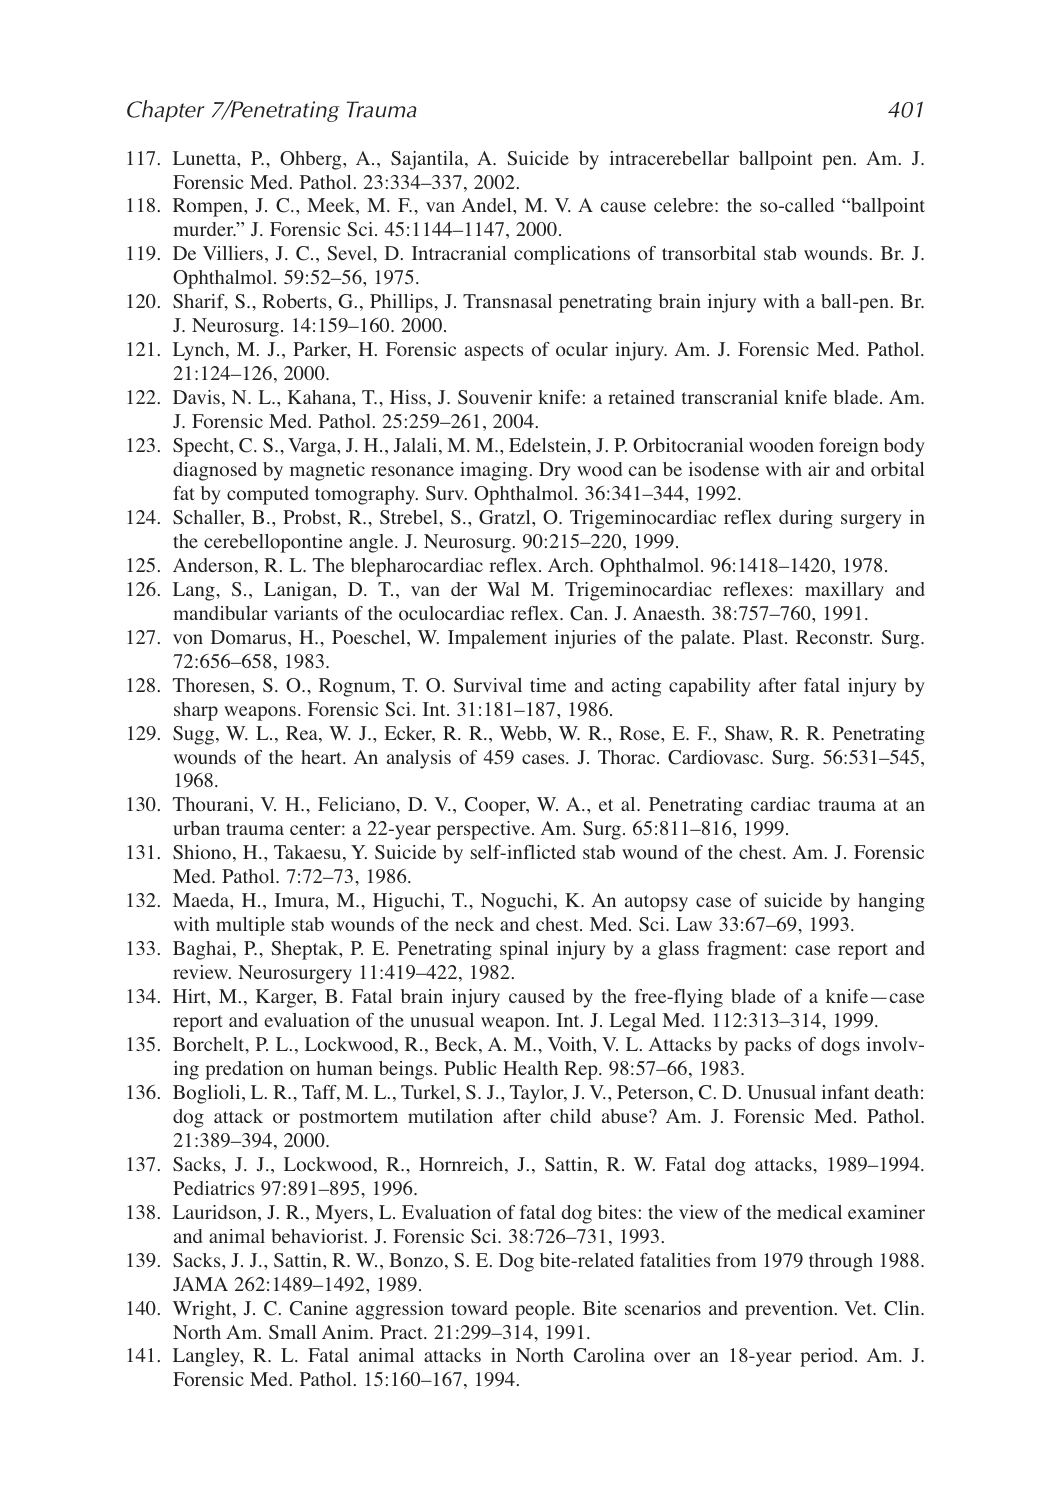 Chapter 7/Penetrating Trauma 401
117. Lunetta, P., Ohberg, A., Sajantila, A. Suicide by intracerebellar ballpoint pen. Am. J.
Forensic Med. Pathol. 23:334–337, 2002.
118. Rompen, J. C., Meek, M. F., van Andel, M. V. A cause celebre: the so-called “ballpoint
murder.” J. Forensic Sci. 45:1144–1147, 2000.
119. De Villiers, J. C., Sevel, D. Intracranial complications of transorbital stab wounds. Br. J.
Ophthalmol. 59:52–56, 1975.
120. Sharif, S., Roberts, G., Phillips, J. Transnasal penetrating brain injury with a ball-pen. Br.
J. Neurosurg. 14:159–160. 2000.
121. Lynch, M. J., Parker, H. Forensic aspects of ocular injury. Am. J. Forensic Med. Pathol.
21:124–126, 2000.
122. Davis, N. L., Kahana, T., Hiss, J. Souvenir knife: a retained transcranial knife blade. Am.
J. Forensic Med. Pathol. 25:259–261, 2004.
123. Specht, C. S., Varga, J. H., Jalali, M. M., Edelstein, J. P. Orbitocranial wooden foreign body
diagnosed by magnetic resonance imaging. Dry wood can be isodense with air and orbital
fat by computed tomography. Surv. Ophthalmol. 36:341–344, 1992.
124. Schaller, B., Probst, R., Strebel, S., Gratzl, O. Trigeminocardiac reflex during surgery in
the cerebellopontine angle. J. Neurosurg. 90:215–220, 1999.
125. Anderson, R. L. The blepharocardiac reflex. Arch. Ophthalmol. 96:1418–1420, 1978.
126. Lang, S., Lanigan, D. T., van der Wal M. Trigeminocardiac reflexes: maxillary and
mandibular variants of the oculocardiac reflex. Can. J. Anaesth. 38:757–760, 1991.
127. von Domarus, H., Poeschel, W. Impalement injuries of the palate. Plast. Reconstr. Surg.
72:656–658, 1983.
128. Thoresen, S. O., Rognum, T. O. Survival time and acting capability after fatal injury by
sharp weapons. Forensic Sci. Int. 31:181–187, 1986.
129. Sugg, W. L., Rea, W. J., Ecker, R. R., Webb, W. R., Rose, E. F., Shaw, R. R. Penetrating
wounds of the heart. An analysis of 459 cases. J. Thorac. Cardiovasc. Surg. 56:531–545,
1968.
130. Thourani, V. H., Feliciano, D. V., Cooper, W. A., et al. Penetrating cardiac trauma at an
urban trauma center: a 22-year perspective. Am. Surg. 65:811–816, 1999.
131. Shiono, H., Takaesu, Y. Suicide by self-inflicted stab wound of the chest. Am. J. Forensic
Med. Pathol. 7:72–73, 1986.
132. Maeda, H., Imura, M., Higuchi, T., Noguchi, K. An autopsy case of suicide by hanging
with multiple stab wounds of the neck and chest. Med. Sci. Law 33:67–69, 1993.
133. Baghai, P., Sheptak, P. E. Penetrating spinal injury by a glass fragment: case report and
review. Neurosurgery 11:419–422, 1982.
134. Hirt, M., Karger, B. Fatal brain injury caused by the free-flying blade of a knife—case
report and evaluation of the unusual weapon. Int. J. Legal Med. 112:313–314, 1999.
135. Borchelt, P. L., Lockwood, R., Beck, A. M., Voith, V. L. Attacks by packs of dogs involv-
ing predation on human beings. Public Health Rep. 98:57–66, 1983.
136. Boglioli, L. R., Taff, M. L., Turkel, S. J., Taylor, J. V., Peterson, C. D. Unusual infant death:
dog attack or postmortem mutilation after child abuse? Am. J. Forensic Med. Pathol.
21:389–394, 2000.
137. Sacks, J. J., Lockwood, R., Hornreich, J., Sattin, R. W. Fatal dog attacks, 1989–1994.
Pediatrics 97:891–895, 1996.
138. Lauridson, J. R., Myers, L. Evaluation of fatal dog bites: the view of the medical examiner
and animal behaviorist. J. Forensic Sci. 38:726–731, 1993.
139. Sacks, J. J., Sattin, R. W., Bonzo, S. E. Dog bite-related fatalities from 1979 through 1988.
JAMA 262:1489–1492, 1989.
140. Wright, J. C. Canine aggression toward people. Bite scenarios and prevention. Vet. Clin.
North Am. Small Anim. Pract. 21:299–314, 1991.
141. Langley, R. L. Fatal animal attacks in North Carolina over an 18-year period. Am. J.
Forensic Med. Pathol. 15:160–167, 1994.